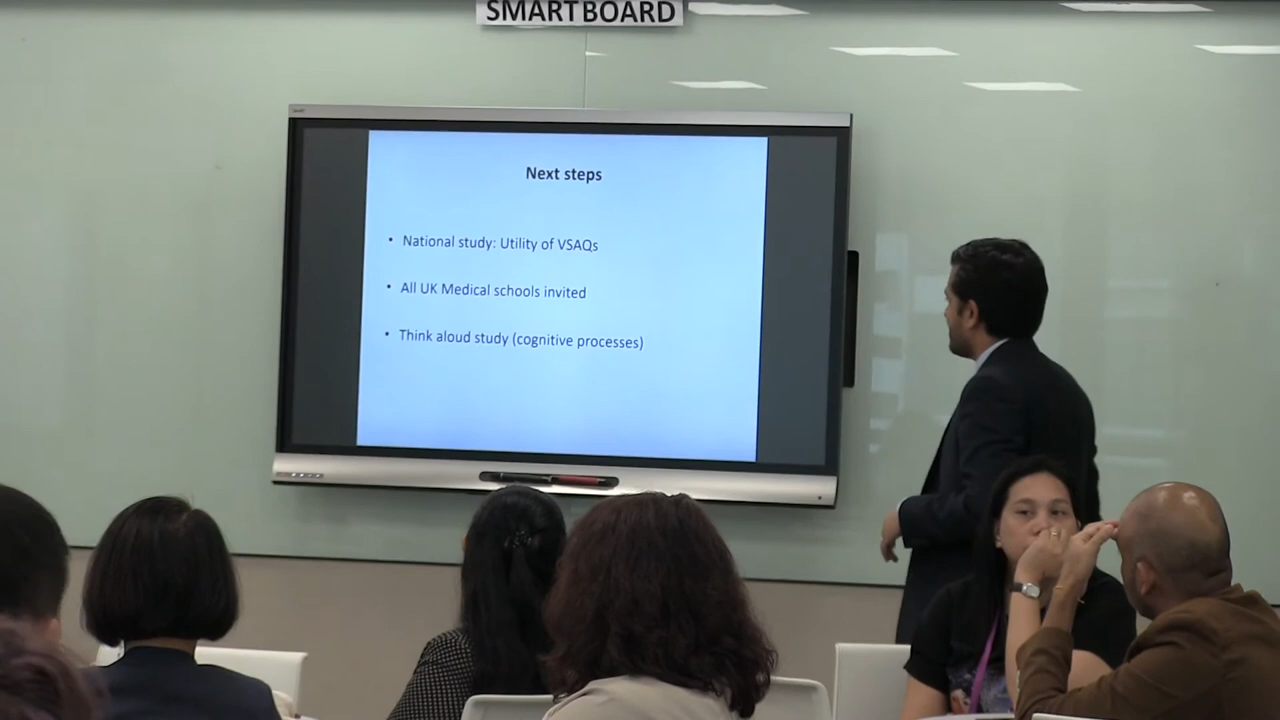 SMARTBOARD
Next steps
• National study: Utility of VSAQs
• All UK Medical schools invited
• Think aloud study (cognitive processes)